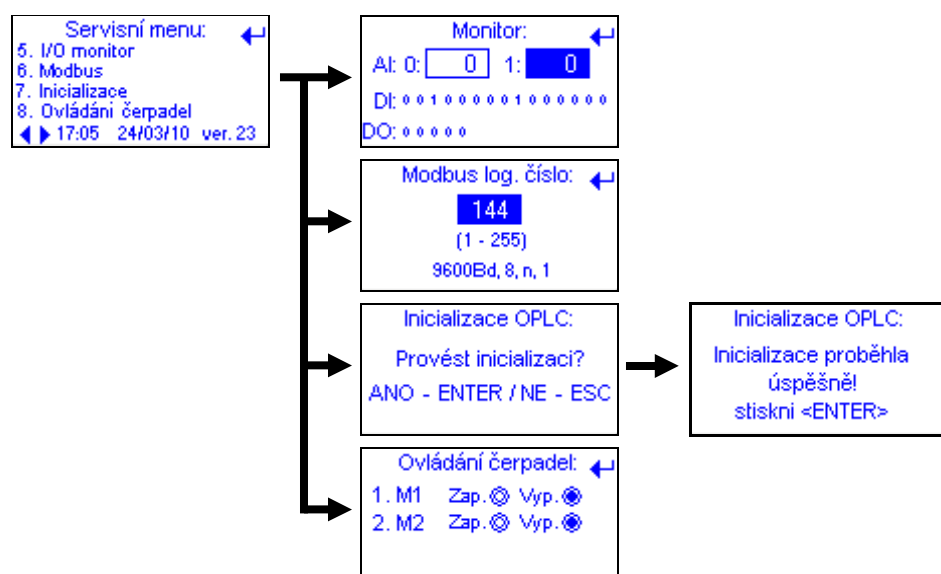 Servisní menu:
5. I/O monitor
6. Modbus
7. Inicializace
8. Ovládáni čerpadel
17:05 24/03/10 ver. 23
Monitor:
AI: 0: 0 1: 0
DI: 0 0 1 0 0 0 0 0 1 0 0 0 0 0 0
DO: 0 0 0 0 0
Modbus log. číslo:
144
(1 - 255)
9600Bd, 8, n, 1
Inicializace OPLC:
Provést inicializaci?
ANO - ENTER / NE - ESC
Inicializace OPLC:
Inicializace proběhla
úspěšně!
stiskni <ENTER>
Ovládání čerpadel:
1. M1 Zap. Vyp.
2. M2 Zap. Vyp.